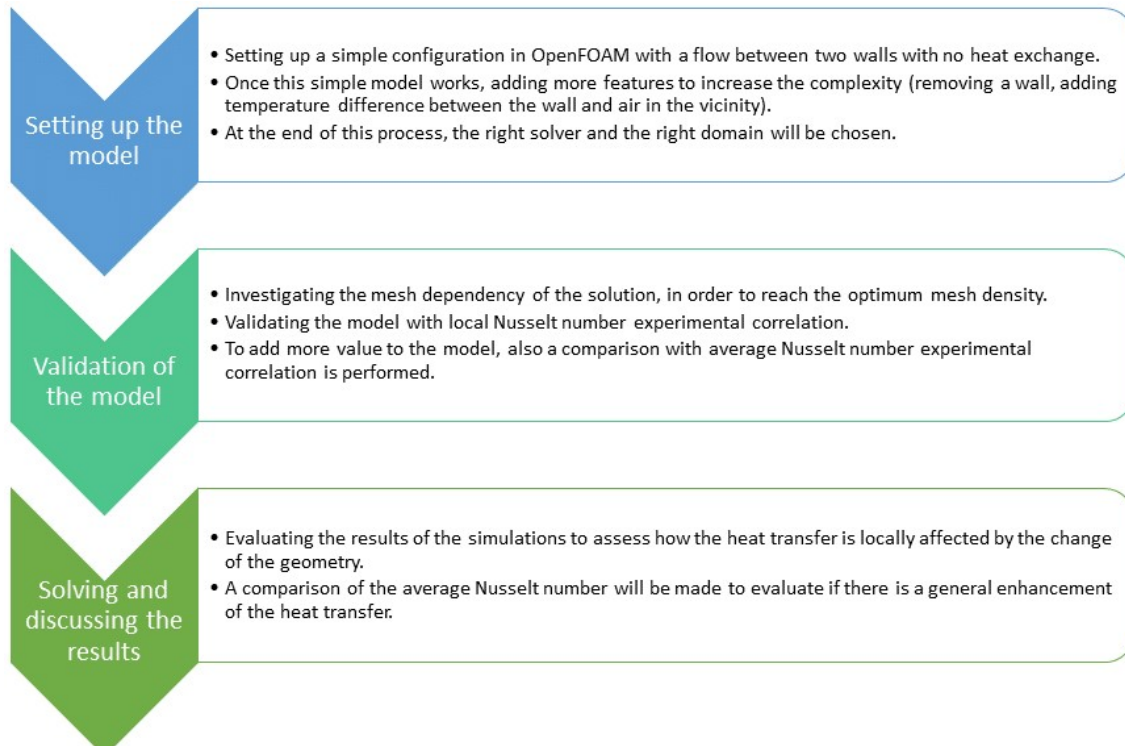 Setting up the
model
• Setting up a simple configuration in OpenFOAM with a flow between two walls with no heat exchange.
• Once this simple model works, adding more features to increase the complexity (removing a wall, adding
temperature difference between the wall and air in the vicinity).
• At the end of this process, the right solver and the right domain will be chosen.
Validation of
the model
• Investigating the mesh dependency of the solution, in order to reach the optimum mesh density.
• Validating the model with local Nusselt number experimental correlation.
• To add more value to the model, also a comparison with average Nusselt number experimental
correlation is performed.
Solving and
discussing the
results
• Evaluating the results of the simulations to assess how the heat transfer is locally affected by the change
of the geometry.
• A comparison of the average Nusselt number will be made to evaluate if there is a general enhancement
of the heat transfer.